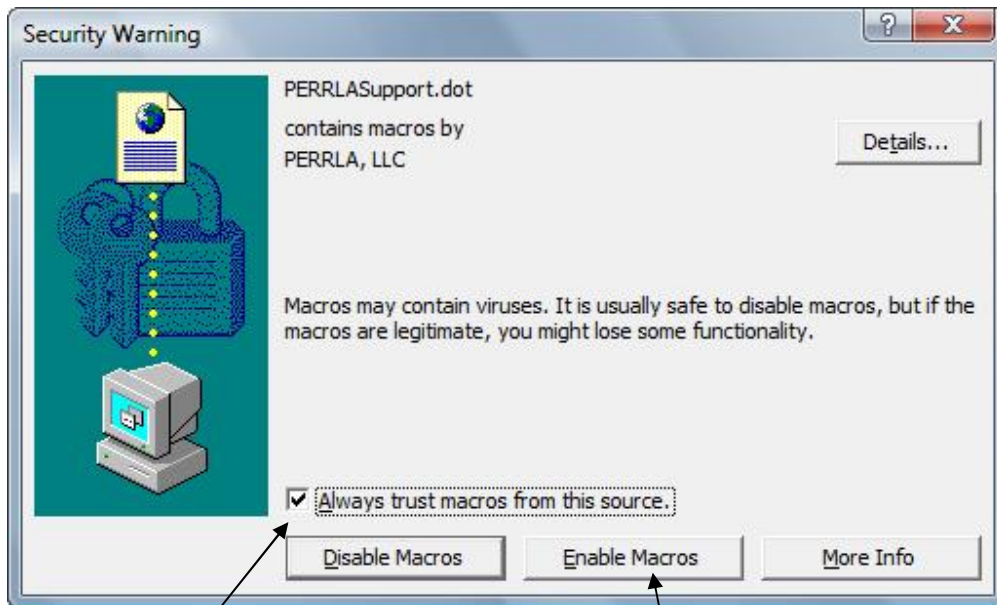 Security Warning
?
X
PERRLASupport.dot
contains macros by
PERRLA, LLC
Details...
Macros may contain viruses. It is usually safe to disable macros, but if the
macros are legitimate, you might lose some functionality.
Always trust macros from this source.
Disable Macros
Enable Macros
More Info